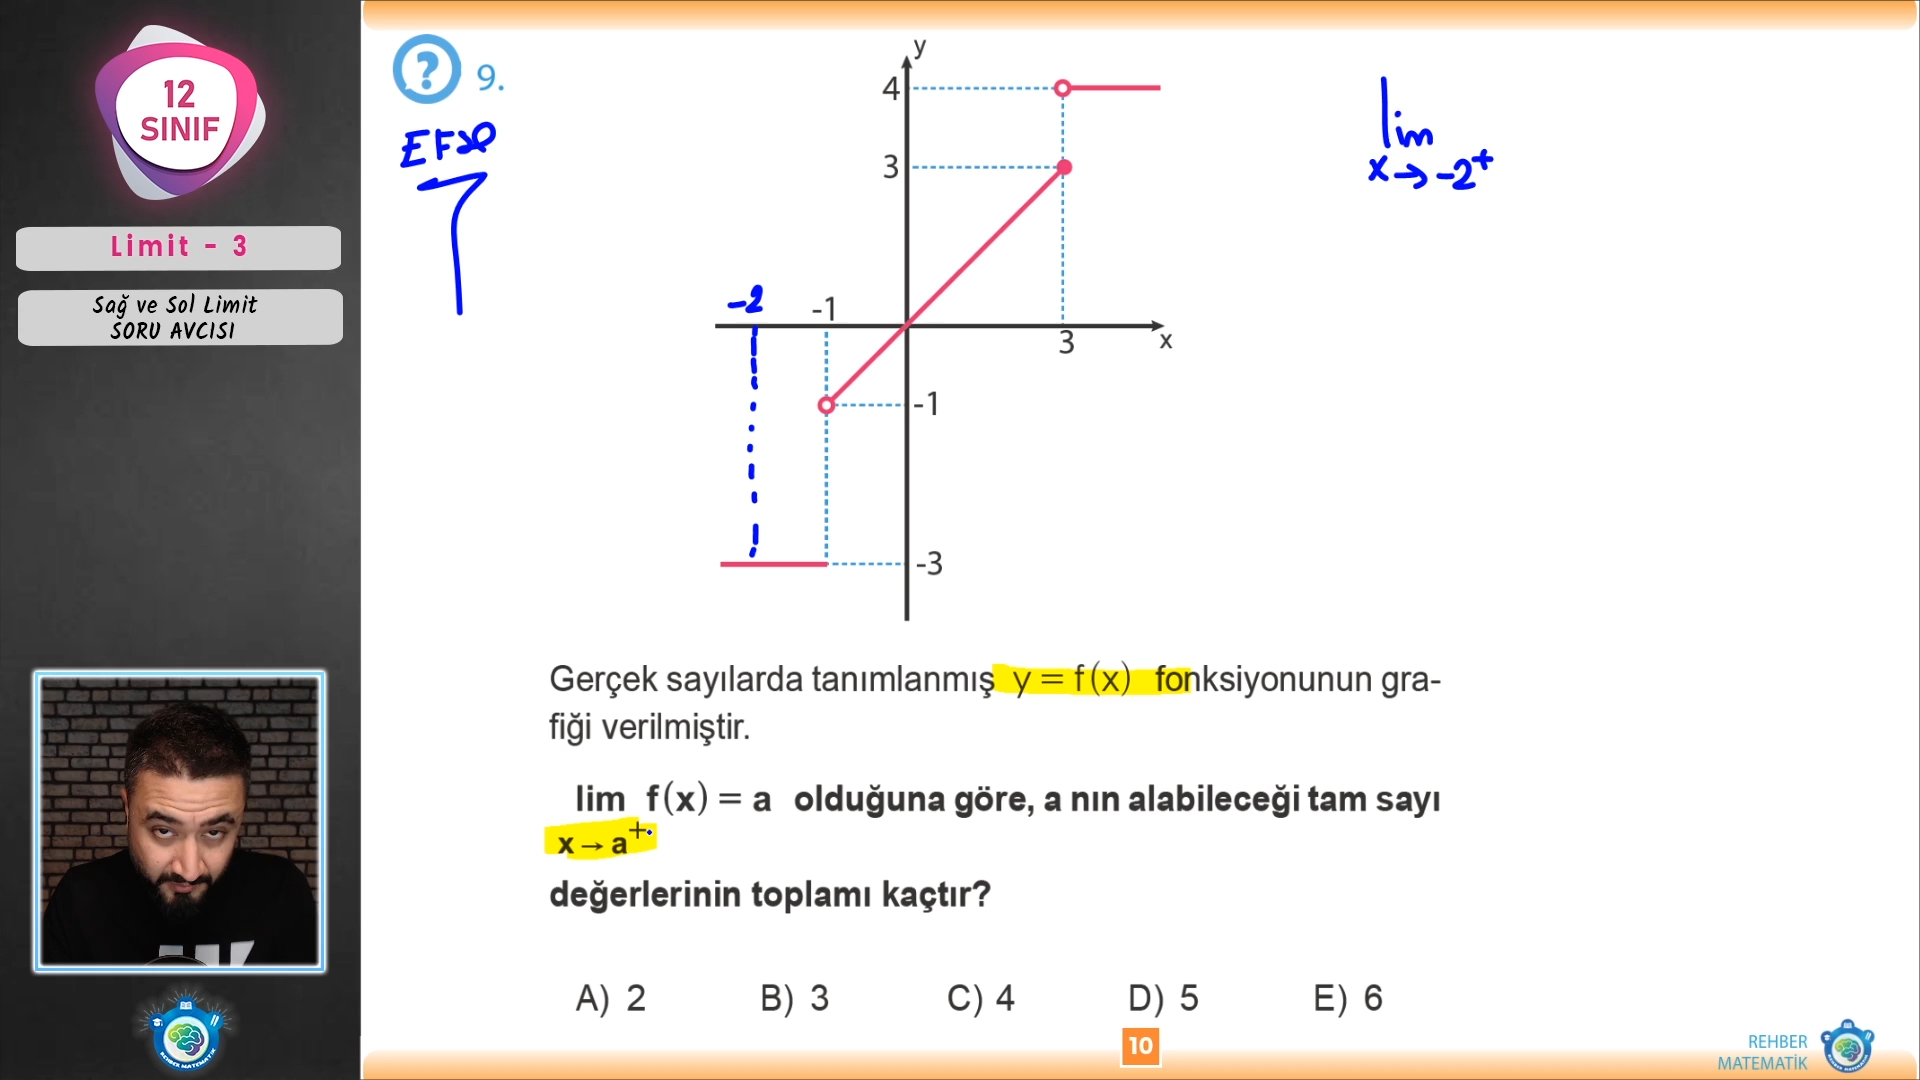 12
SINIF
Limit - 3
Sağ ve Sol Limit
SORU AVCISI
? 9.
y
4
3
-2
-1
3
x
-1
-3
lim
x → -2⁺
Gerçek sayılarda tanımlanmış y = f(x) fonksiyonunun gra-
fiği verilmiştir.
lim f(x) = a olduğuna göre, a nın alabileceği tam sayı
x → a⁺
değerlerinin toplamı kaçtır?
A) 2 B) 3 C) 4 D) 5 E) 6
10
REHBER
MATEMATİK
REHBER MATEMATİK